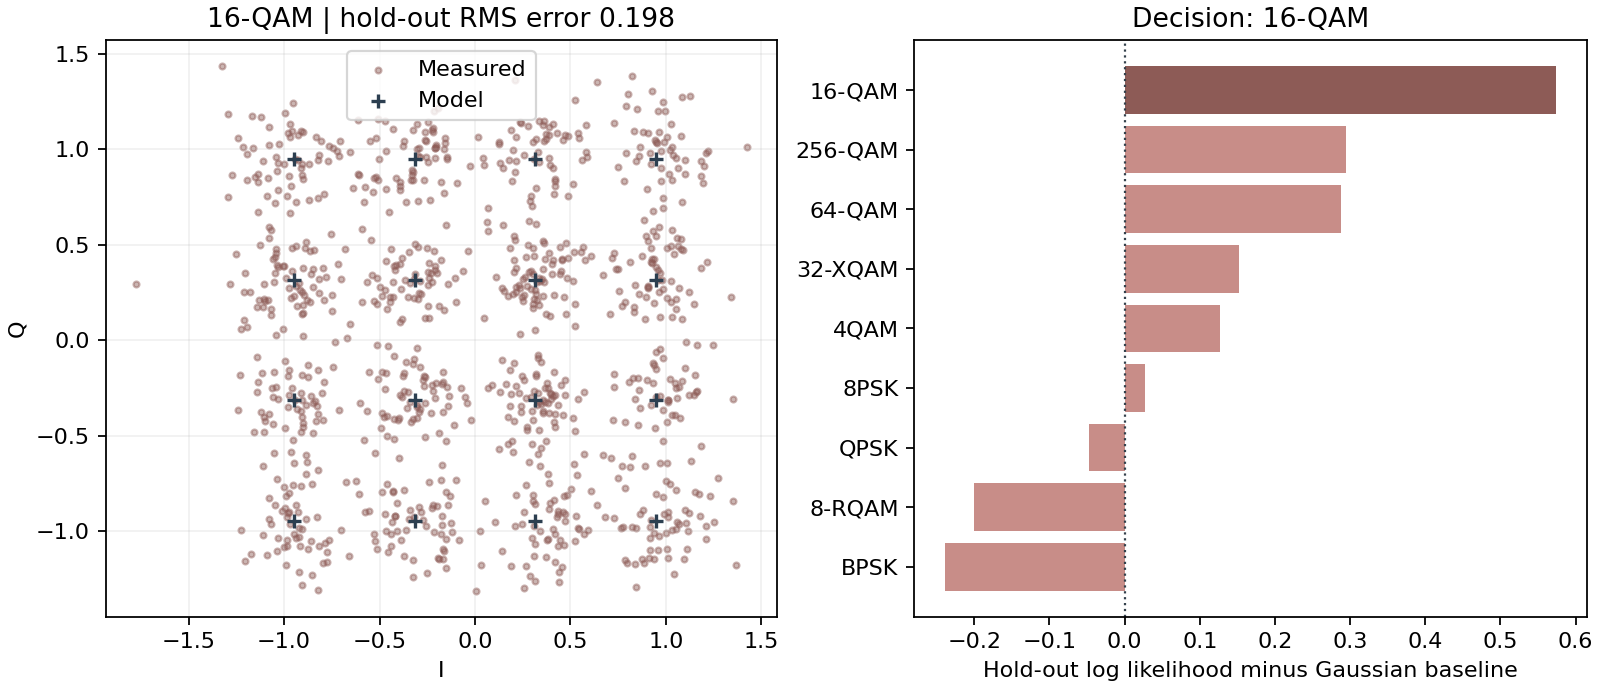 16-QAM | hold-out RMS error 0.198
Measured
Model
1.5
1.0
0.5
0.0
−0.5
−1.0
Q
−1.5
−1.0
−0.5
0.0
0.5
1.0
1.5
I
Decision: 16-QAM
16-QAM
256-QAM
64-QAM
32-XQAM
4QAM
8PSK
QPSK
8-RQAM
BPSK
−0.2
−0.1
0.0
0.1
0.2
0.3
0.4
0.5
0.6
Hold-out log likelihood minus Gaussian baseline